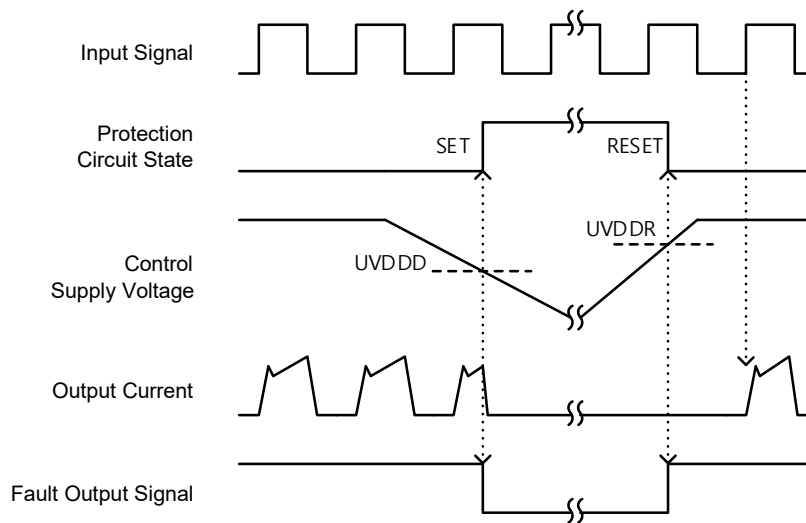 Input Signal
Protection
Circuit State
SET
RESET
UVDDR
UVDDD
Control
Supply Voltage
Output Current
Fault Output Signal